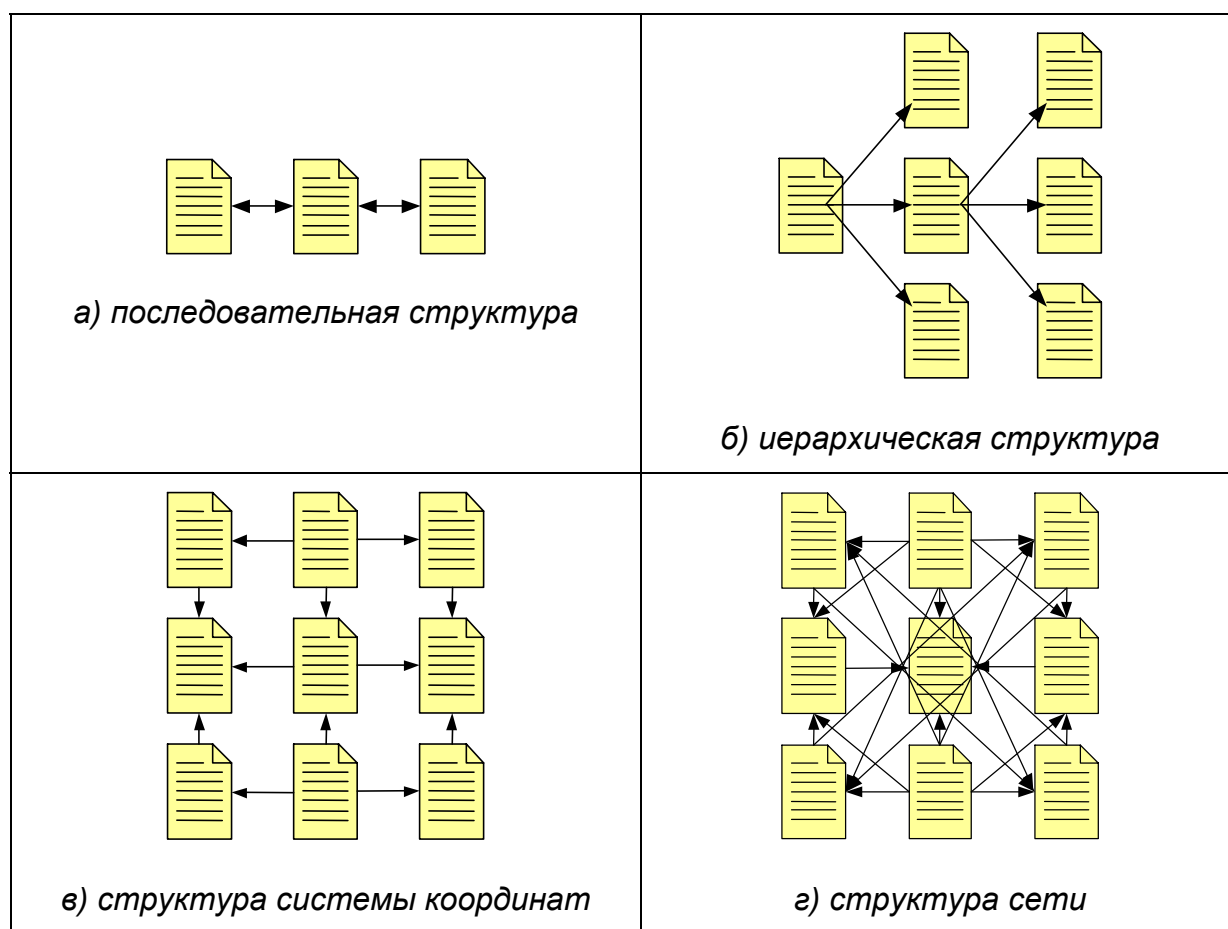 а) последовательная структура
б) иерархическая структура
в) структура системы координат
г) структура сети